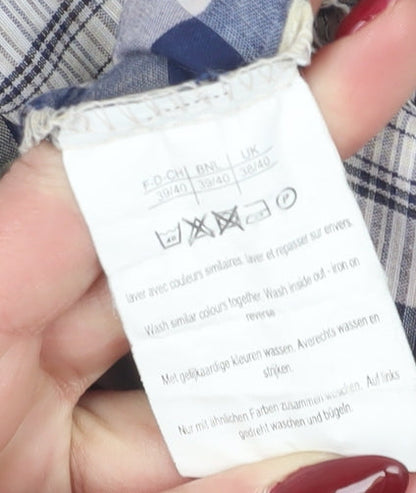 F-D-CH BNL UK
39/40 39/40 38/40
40 P
laver avec couleurs similaires. laver et repasser sur envers.
Wash similar colours together. Wash inside out - iron on
reverse
Met gelijkaardige kleuren wassen. Averechts wassen en
strijken.
Nur mit ähnlichen Farben zusammen waschen. Auf links
gedreht waschen und bügeln.